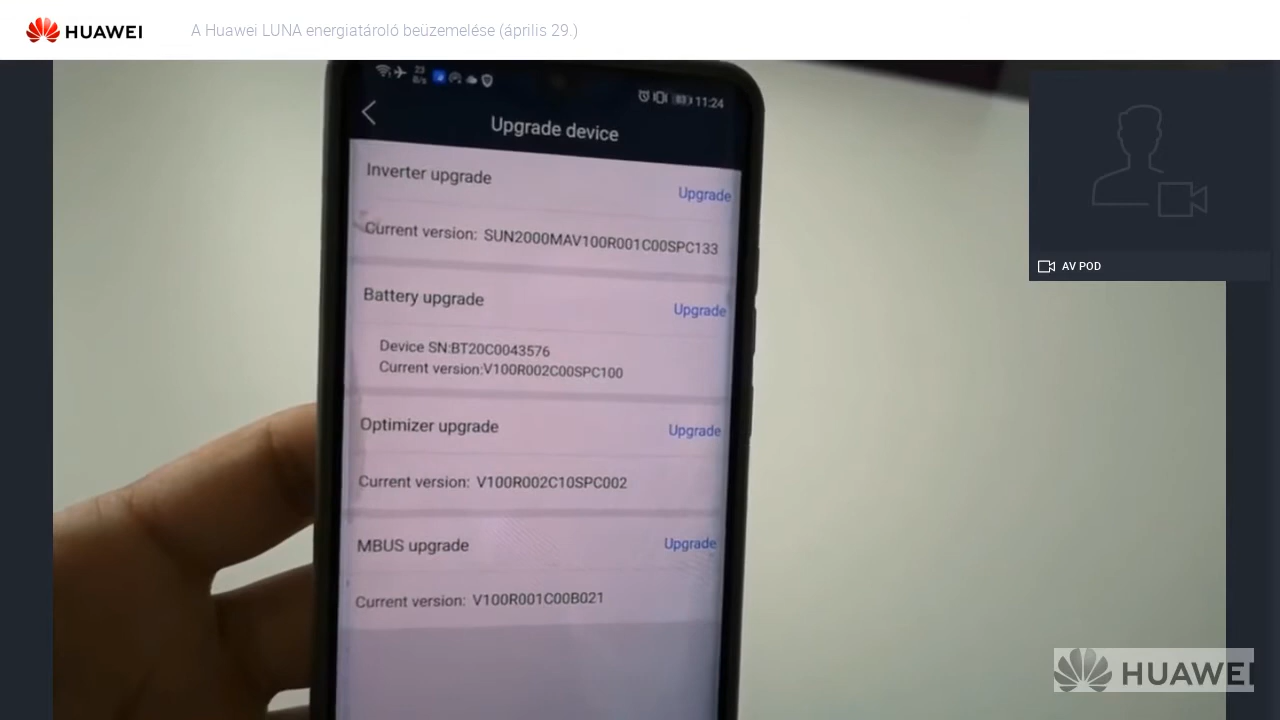 HUAWEI
A Huawei LUNA energiatároló beüzemelése (április 29.)
23
B/s
11:24
Upgrade device
Inverter upgrade
Upgrade
Current version: SUN2000MAV100R001C00SPC133
Battery upgrade
Upgrade
Device SN:BT20C0043576
Current version:V100R002C00SPC100
Optimizer upgrade
Upgrade
Current version: V100R002C10SPC002
MBUS upgrade
Upgrade
Current version: V100R001C00B021
AV POD
HUAWEI